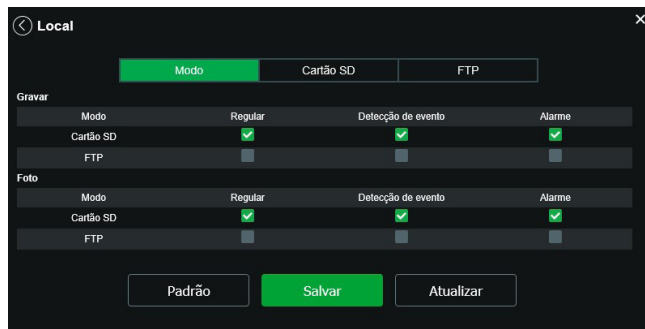 Local
Modo Cartão SD FTP
Gravar
Modo Regular Detecção de evento Alarme
Cartão SD
FTP
Foto
Modo Regular Detecção de evento Alarme
Cartão SD
FTP
Padrão Salvar Atualizar